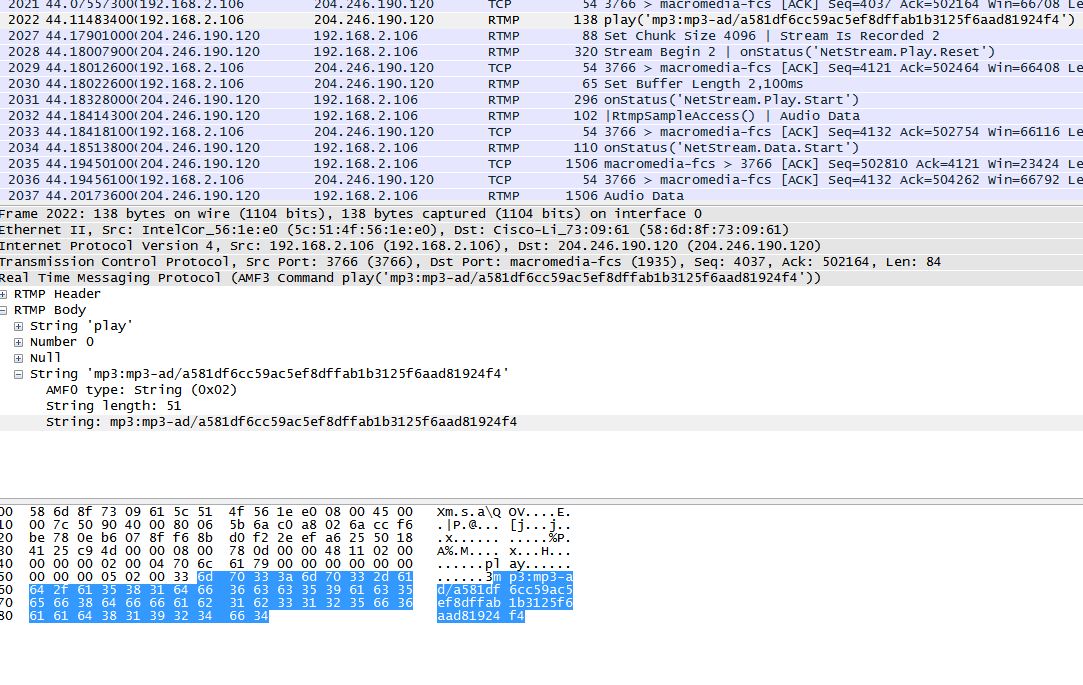 2021 44.07557300(192.168.2.106 204.246.190.120 TCP 54 3766 > macromedia-fcs [ACK] Seq=4037 Ack=502164 Win=66708 Le
2022 44.11483400(192.168.2.106 204.246.190.120 RTMP 138 play('mp3:mp3-ad/a581df6cc59ac5ef8dffab1b3125f6aad81924f4')
2027 44.17901000(204.246.190.120 192.168.2.106 RTMP 88 Set Chunk Size 4096 | Stream Is Recorded 2
2028 44.18007900(204.246.190.120 192.168.2.106 RTMP 320 Stream Begin 2 | onStatus('NetStream.Play.Reset')
2029 44.18012600(192.168.2.106 204.246.190.120 TCP 54 3766 > macromedia-fcs [ACK] Seq=4121 Ack=502464 Win=66408 Le
2030 44.18022600(192.168.2.106 204.246.190.120 RTMP 65 Set Buffer Length 2,100ms
2031 44.18328000(204.246.190.120 192.168.2.106 RTMP 296 onStatus('NetStream.Play.Start')
2032 44.18414300(204.246.190.120 192.168.2.106 RTMP 102 |RtmpSampleAccess() | Audio Data
2033 44.18418100(192.168.2.106 204.246.190.120 TCP 54 3766 > macromedia-fcs [ACK] Seq=4132 Ack=502754 Win=66116 Le
2034 44.18513800(204.246.190.120 192.168.2.106 RTMP 110 onStatus('NetStream.Data.Start')
2035 44.19450100(204.246.190.120 192.168.2.106 TCP 1506 macromedia-fcs > 3766 [ACK] Seq=502810 Ack=4121 Win=23424 Le
2036 44.19456100(192.168.2.106 204.246.190.120 TCP 54 3766 > macromedia-fcs [ACK] Seq=4132 Ack=504262 Win=66792 Le
2037 44.20173600(204.246.190.120 192.168.2.106 RTMP 1506 Audio Data
Frame 2022: 138 bytes on wire (1104 bits), 138 bytes captured (1104 bits) on interface 0
Ethernet II, Src: IntelCor_56:1e:e0 (5c:51:4f:56:1e:e0), Dst: Cisco-Li_73:09:61 (58:6d:8f:73:09:61)
Internet Protocol Version 4, Src: 192.168.2.106 (192.168.2.106), Dst: 204.246.190.120 (204.246.190.120)
Transmission Control Protocol, Src Port: 3766 (3766), Dst Port: macromedia-fcs (1935), Seq: 4037, Ack: 502164, Len: 84
Real Time Messaging Protocol (AMF3 Command play('mp3:mp3-ad/a581df6cc59ac5ef8dffab1b3125f6aad81924f4'))
RTMP Header
RTMP Body
String 'play'
Number 0
Null
String 'mp3:mp3-ad/a581df6cc59ac5ef8dffab1b3125f6aad81924f4'
AMF0 type: String (0x02)
String length: 51
String: mp3:mp3-ad/a581df6cc59ac5ef8dffab1b3125f6aad81924f4
00 58 6d 8f 73 09 61 5c 51 4f 56 1e e0 08 00 45 00 Xm.s.a\Q OV....E.
10 00 7c 50 90 40 00 80 06 5b 6a c0 a8 02 6a cc f6 .|P.@... [j...j..
20 be 78 0e b6 07 8f f6 8b d0 f2 2e ef a6 25 50 18 .x...... .....%P.
30 41 25 c9 4d 00 00 08 00 78 0d 00 00 48 11 02 00 A%.M.... x...H...
40 00 00 00 02 00 04 70 6c 61 79 00 00 00 00 00 00 ......pl ay......
50 00 00 00 05 02 00 33 6d 70 33 3a 6d 70 33 2d 61 ......3m p3:mp3-a
60 64 2f 61 35 38 31 64 66 36 63 63 35 39 61 63 35 d/a581df 6cc59ac5
70 65 66 38 64 66 66 61 62 31 62 33 31 32 35 66 36 ef8dffab 1b3125f6
80 61 61 64 38 31 39 32 34 66 34 aad81924 f4